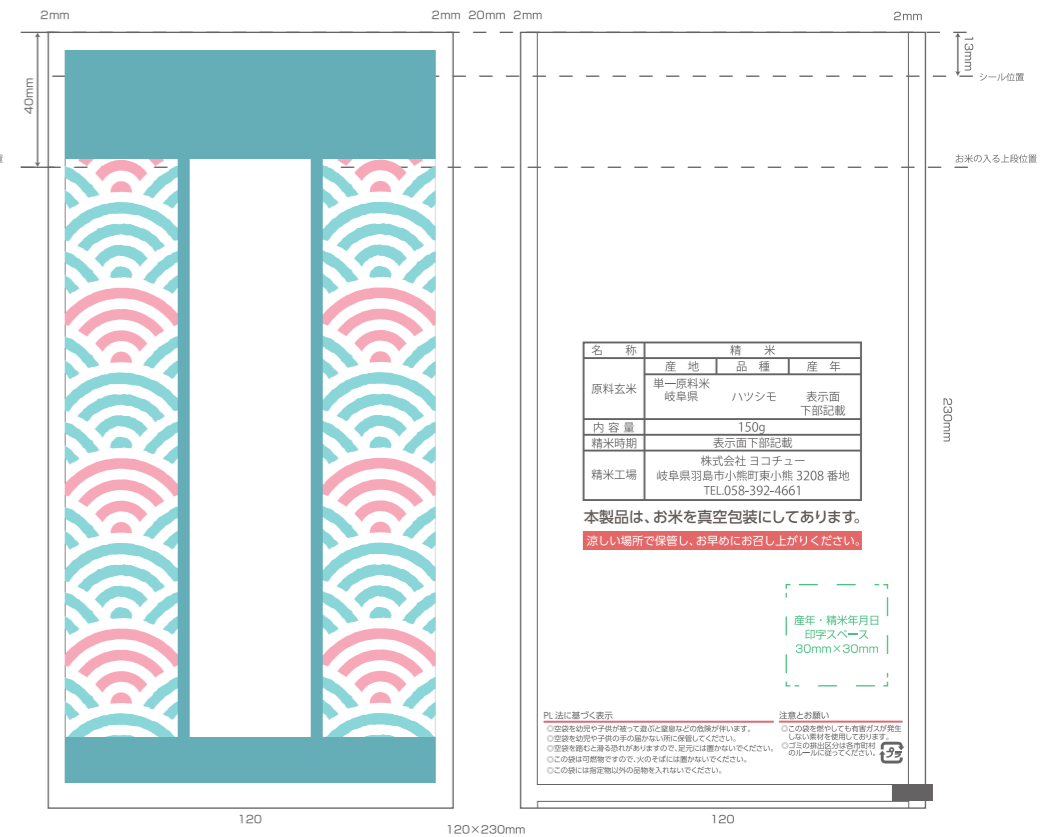 2mm
2mm
20mm
2mm
2mm
40mm
13mm
シール位置
置
お米の入る上段位置
名 称
精 米
原料玄米
産 地
品 種
産 年
単一原料米
岐阜県
ハツシモ
表示面
下部記載
内容量
150g
精米時期
表示面下部記載
精米工場
株式会社 ヨコチュー
岐阜県羽島市小熊町東小熊 3208 番地
TEL.058-392-4661
230mm
本製品は、お米を真空包装にしてあります。
涼しい場所で保管し、お早めにお召し上がりください。
産年・精米年月日
印字スペース
30mm×30mm
PL 法に基づく表示
◎空袋を幼児や子供が被って遊ぶと窒息などの危険が伴います。
◎空袋を幼児や子供の手の届かない所に保管してください。
◎空袋を踏むと滑る恐れがありますので、足元には置かないでください。
◎この袋は可燃物ですので、火のそばには置かないでください。
◎この袋には指定物以外の品物を入れないでください。
注意とお願い
◎この袋を燃やしても有害ガスが発生
しない素材を使用しております。
◎ゴミの排出区分は各市町村
のルールに従ってください。
プラ
120
120×230mm
120